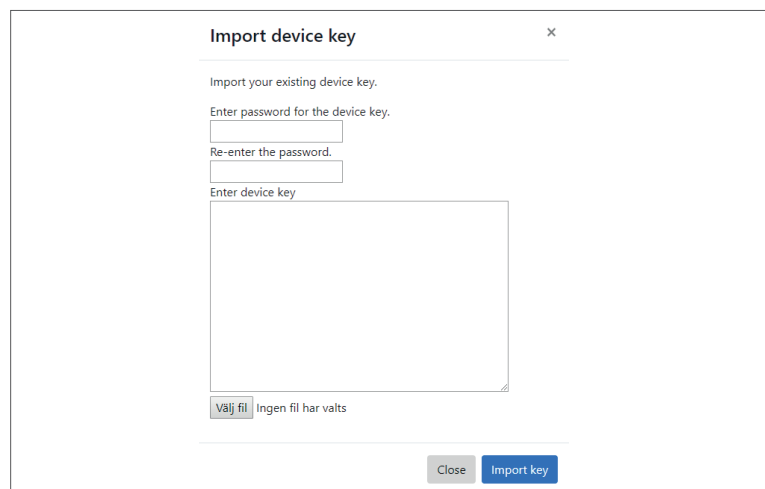 Import device key
×
Import your existing device key.
Enter password for the device key.
Re-enter the password.
Enter device key
Välj fil Ingen fil har valts
Close Import key